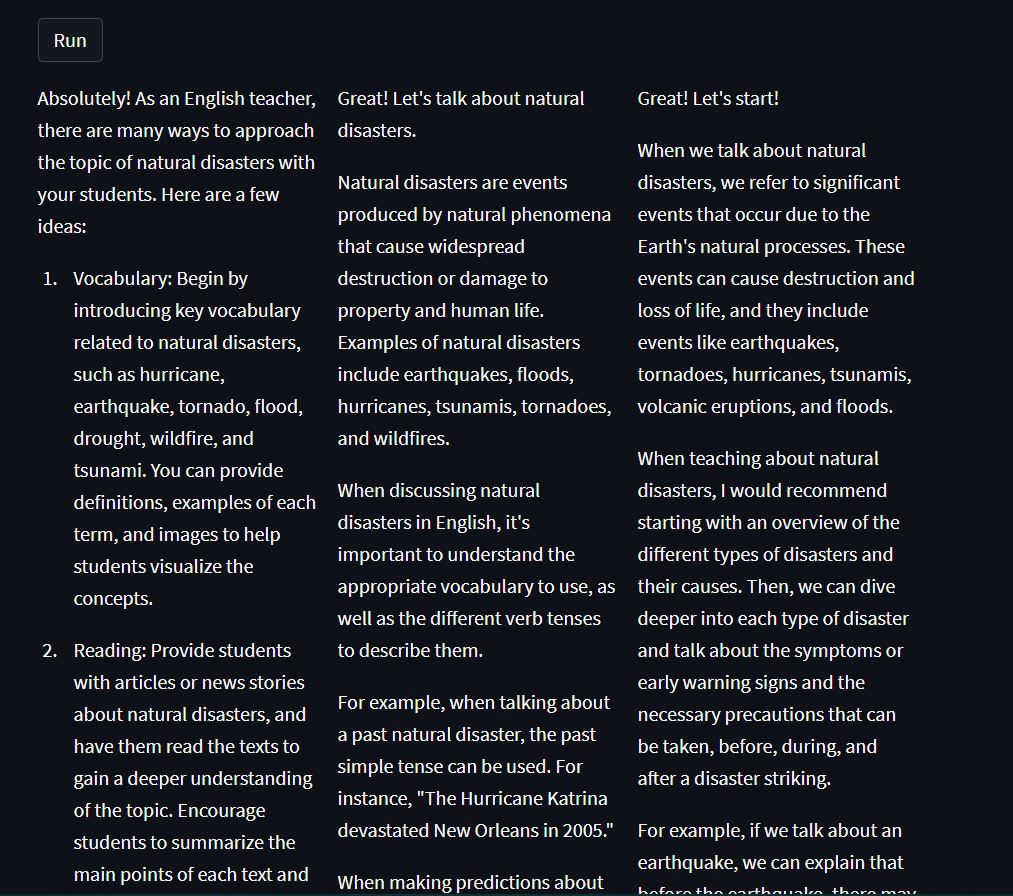 Run
Absolutely! As an English teacher,
there are many ways to approach
the topic of natural disasters with
your students. Here are a few
ideas:
1. Vocabulary: Begin by
introducing key vocabulary
related to natural disasters,
such as hurricane,
earthquake, tornado, flood,
drought, wildfire, and
tsunami. You can provide
definitions, examples of each
term, and images to help
students visualize the
concepts.
2. Reading: Provide students
with articles or news stories
about natural disasters, and
have them read the texts to
gain a deeper understanding
of the topic. Encourage
students to summarize the
main points of each text and
Great! Let's talk about natural
disasters.
Natural disasters are events
produced by natural phenomena
that cause widespread
destruction or damage to
property and human life.
Examples of natural disasters
include earthquakes, floods,
hurricanes, tsunamis, tornadoes,
and wildfires.
When discussing natural
disasters in English, it's
important to understand the
appropriate vocabulary to use, as
well as the different verb tenses
to describe them.
For example, when talking about
a past natural disaster, the past
simple tense can be used. For
instance, "The Hurricane Katrina
devastated New Orleans in 2005."
When making predictions about
Great! Let's start!
When we talk about natural
disasters, we refer to significant
events that occur due to the
Earth's natural processes. These
events can cause destruction and
loss of life, and they include
events like earthquakes,
tornadoes, hurricanes, tsunamis,
volcanic eruptions, and floods.
When teaching about natural
disasters, I would recommend
starting with an overview of the
different types of disasters and
their causes. Then, we can dive
deeper into each type of disaster
and talk about the symptoms or
early warning signs and the
necessary precautions that can
be taken, before, during, and
after a disaster striking.
For example, if we talk about an
earthquake, we can explain that
before the earthquake, there may